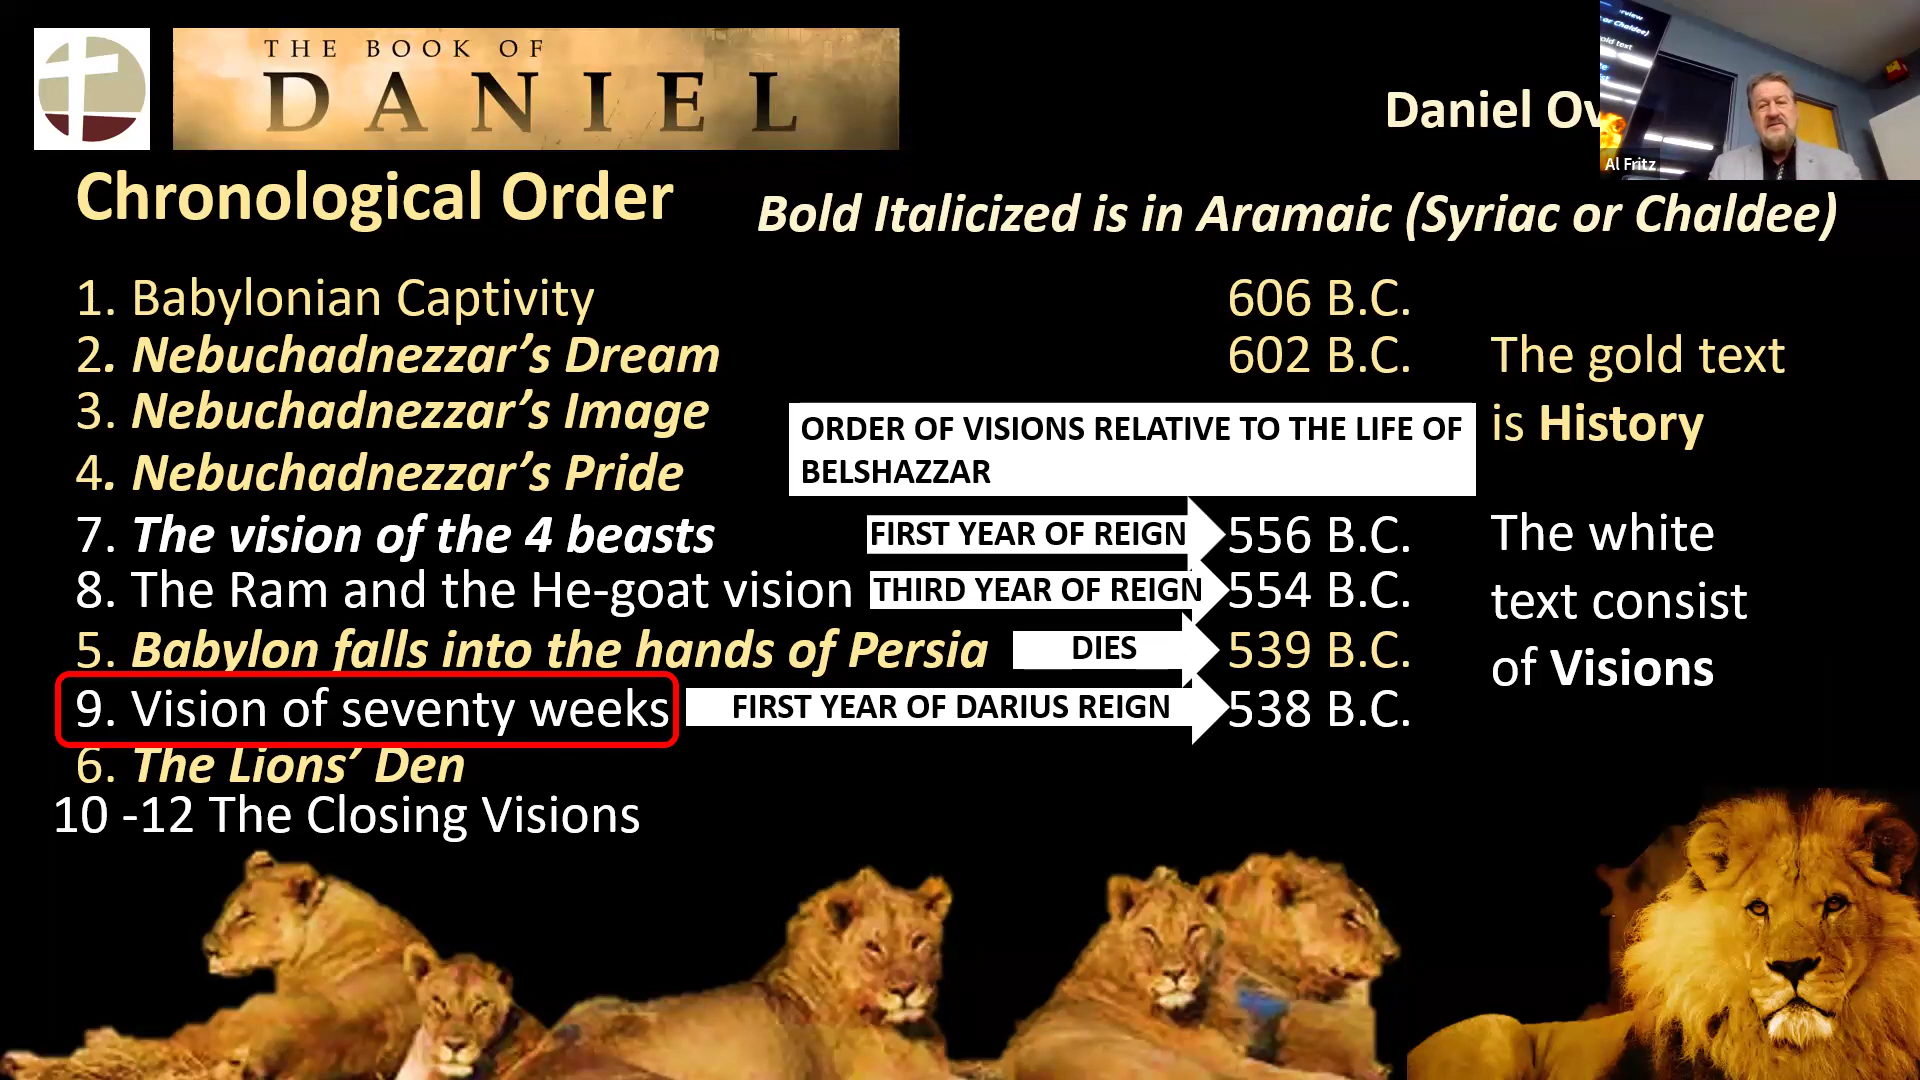 THE BOOK OF
DANIEL
Daniel Ov
rview
or Chaldee)
old text
Al Fritz
Chronological Order
Bold Italicized is in Aramaic (Syriac or Chaldee)
1. Babylonian Captivity 606 B.C.
2. Nebuchadnezzar's Dream 602 B.C.
3. Nebuchadnezzar's Image
4. Nebuchadnezzar's Pride
ORDER OF VISIONS RELATIVE TO THE LIFE OF
BELSHAZZAR
7. The vision of the 4 beasts FIRST YEAR OF REIGN 556 B.C.
8. The Ram and the He-goat vision THIRD YEAR OF REIGN 554 B.C.
5. Babylon falls into the hands of Persia DIES 539 B.C.
9. Vision of seventy weeks FIRST YEAR OF DARIUS REIGN 538 B.C.
6. The Lions' Den
10 -12 The Closing Visions
The gold text
is History
The white
text consist
of Visions